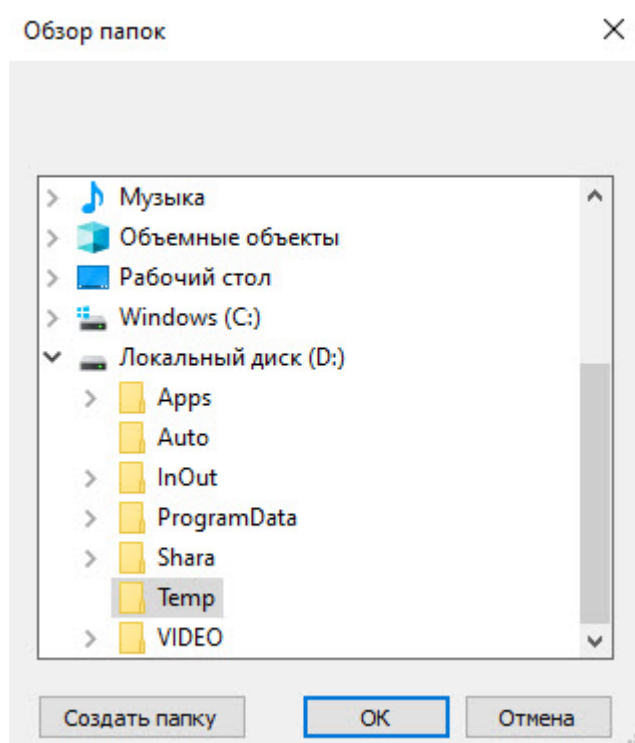 Обзор папок
Музыка
Объемные объекты
Рабочий стол
Windows (C:)
Локальный диск (D:)
Apps
Auto
InOut
ProgramData
Shara
Temp
VIDEO
Создать папку ОК Отмена